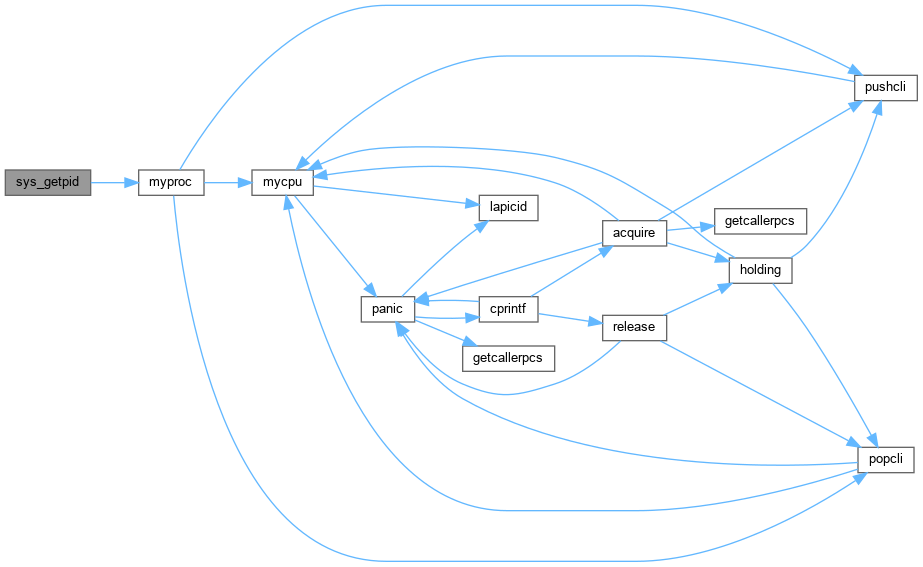 sys_getpid
myproc
mycpu
lapicid
panic
cprintf
getcallerpcs
acquire
release
getcallerpcs
holding
pushcli
popcli